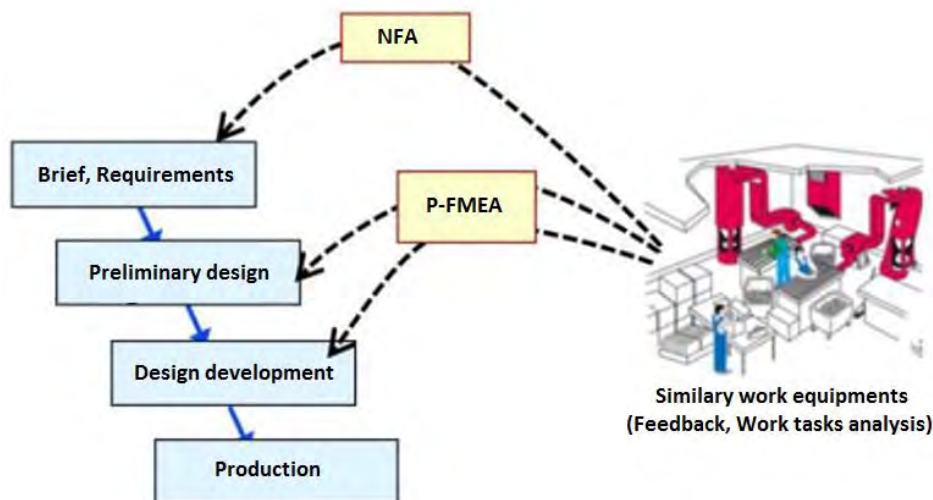 NFA
Brief, Requirements
P-FMEA
Preliminary design
Design development
Production
Similary work equipments
(Feedback, Work tasks analysis)